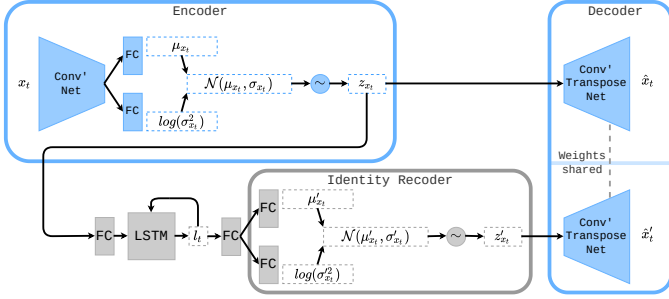 Encoder
Decoder
x_t
Conv'
Net
FC
FC
μ_{x_t}
log(σ²_{x_t})
𝒩(μ_{x_t}, σ_{x_t})
~
z_{x_t}
Conv'
Transpose
Net
x̂_t
Weights
shared
Identity Recoder
FC
LSTM
l_t
FC
FC
FC
μ'_{x_t}
log(σ'²_{x_t})
𝒩(μ'_{x_t}, σ'_{x_t})
~
z'_{x_t}
Conv'
Transpose
Net
x̂'_t